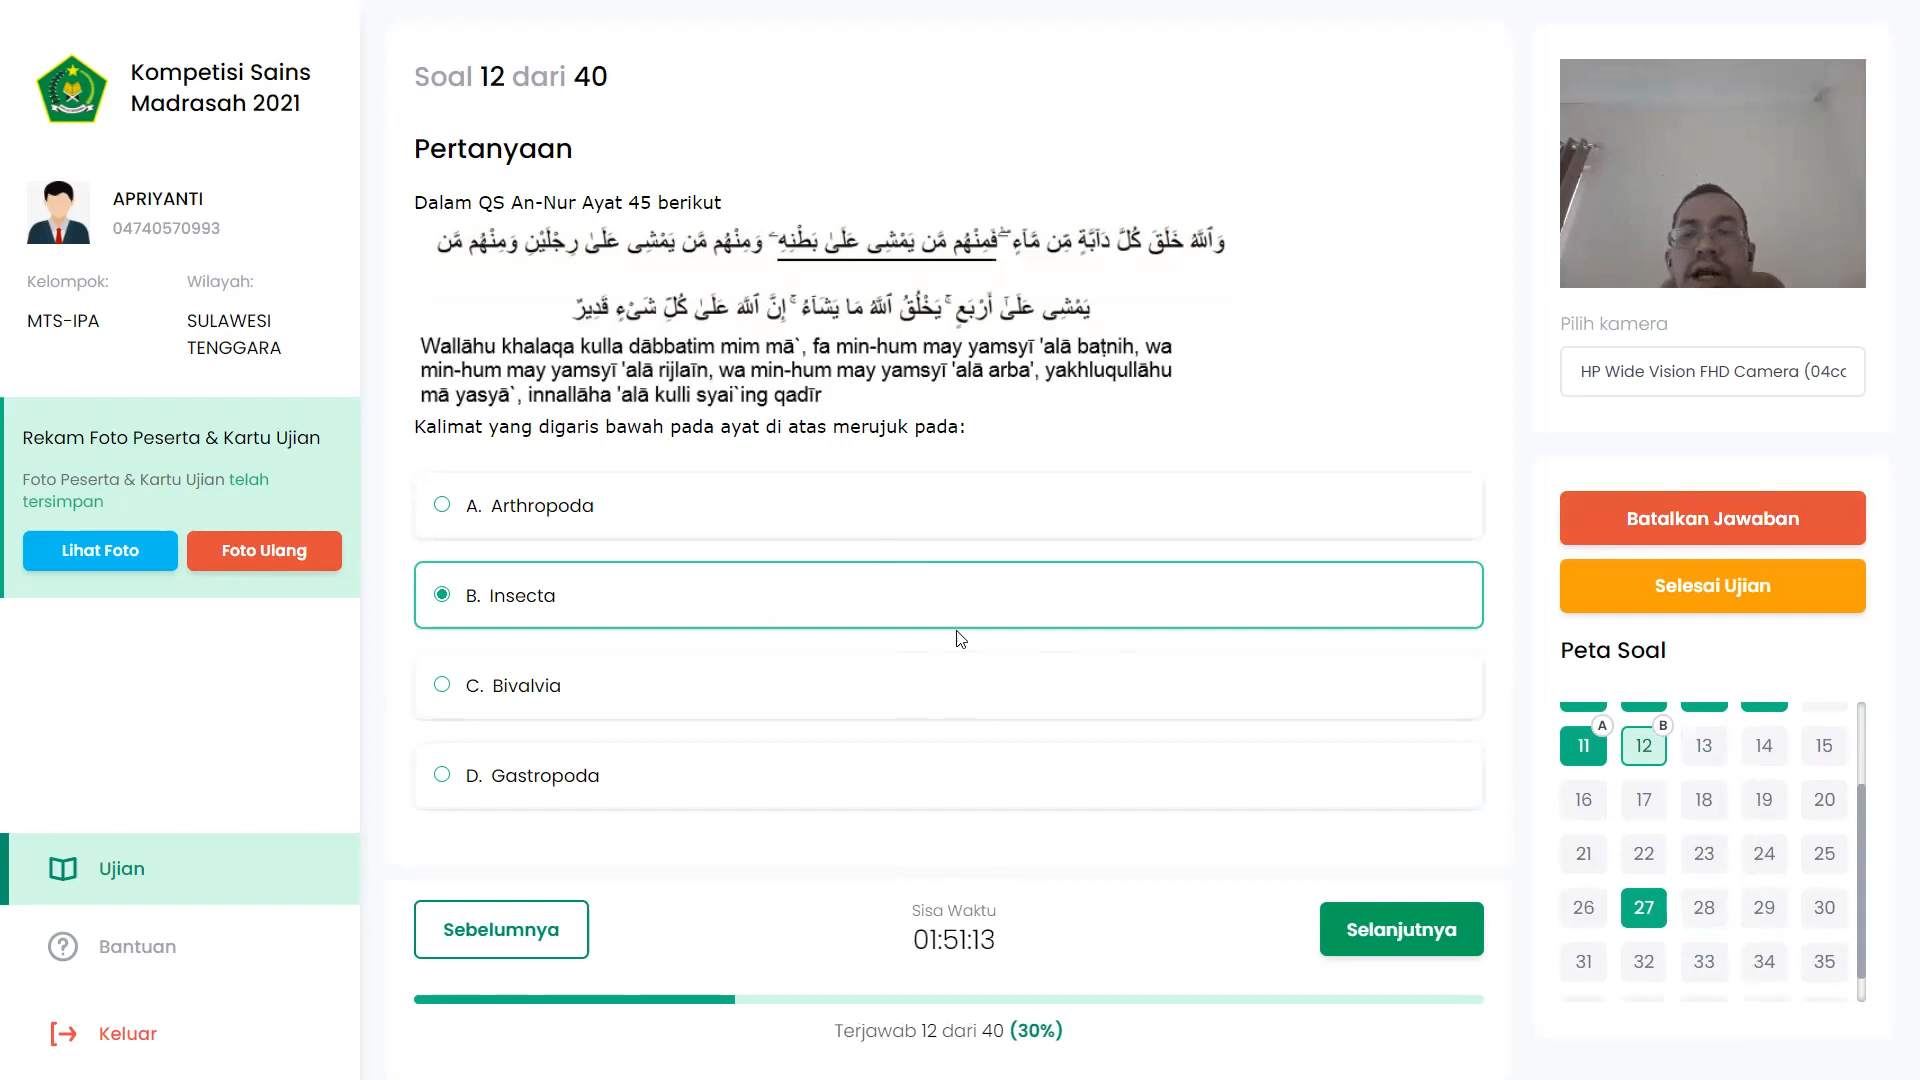 Kompetisi Sains
Madrasah 2021
APRIYANTI
04740570993
Kelompok:
Wilayah:
MTS-IPA
SULAWESI
TENGGARA
Rekam Foto Peserta & Kartu Ujian
Foto Peserta & Kartu Ujian telah
tersimpan
Lihat Foto
Foto Ulang
Ujian
Bantuan
Keluar
Soal 12 dari 40
Pertanyaan
Dalam QS An-Nur Ayat 45 berikut
وَٱللَّهُ خَلَقَ كُلَّ دَآبَّةٍ مِّن مَّآءٍ ۖ فَمِنْهُم مَّن يَمْشِى عَلَىٰ بَطْنِهِۦ وَمِنْهُم مَّن يَمْشِى عَلَىٰ رِجْلَيْنِ وَمِنْهُم مَّن
يَمْشِى عَلَىٰٓ أَرْبَعٍ ۚ يَخْلُقُ ٱللَّهُ مَا يَشَآءُ ۚ إِنَّ ٱللَّهَ عَلَىٰ كُلِّ شَىْءٍ قَدِيرٌ
Wallāhu khalaqa kulla dābbatim mim mā`, fa min-hum may yamsyī 'alā baṭnih, wa
min-hum may yamsyī 'alā rijlaīn, wa min-hum may yamsyī 'alā arba', yakhluqullāhu
mā yasyā`, innallāha 'alā kulli syai`ing qadīr
Kalimat yang digaris bawah pada ayat di atas merujuk pada:
A. Arthropoda
B. Insecta
C. Bivalvia
D. Gastropoda
Sebelumnya
Sisa Waktu
01:51:13
Selanjutnya
Terjawab 12 dari 40 (30%)
Pilih kamera
HP Wide Vision FHD Camera (04cc
Batalkan Jawaban
Selesai Ujian
Peta Soal
A B
11 12 13 14 15
16 17 18 19 20
21 22 23 24 25
26 27 28 29 30
31 32 33 34 35